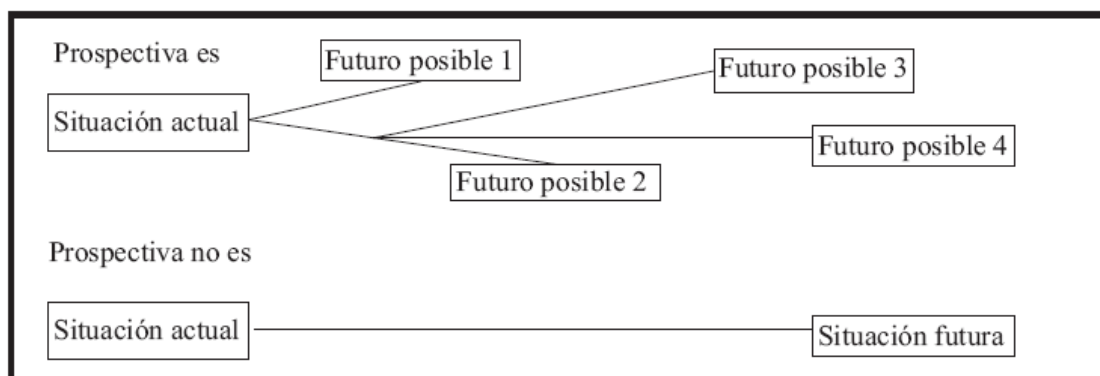 Prospectiva es
Futuro posible 1
Futuro posible 3
Situación actual
Futuro posible 4
Futuro posible 2
Prospectiva no es
Situación actual
Situación futura